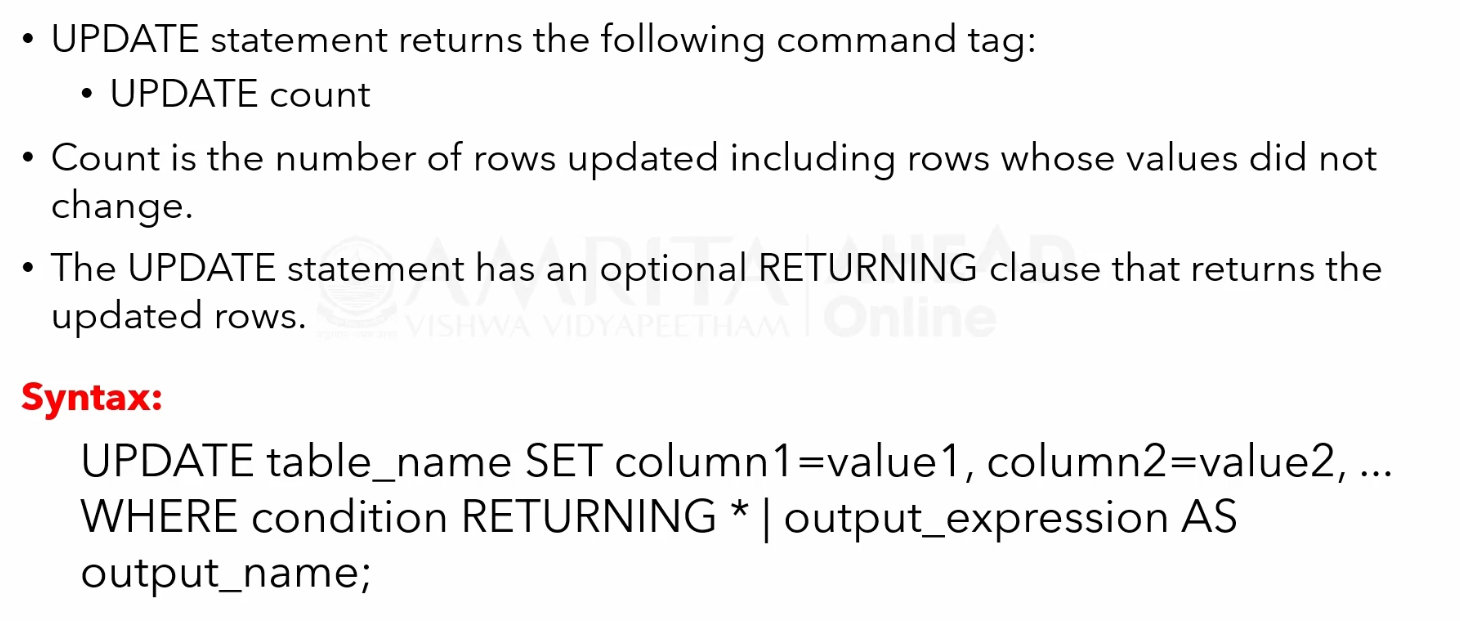 • UPDATE statement returns the following command tag:
• UPDATE count
• Count is the number of rows updated including rows whose values did not
change.
• The UPDATE statement has an optional RETURNING clause that returns the
updated rows.
AMRITA
VISHWA VIDYAPEETHAM
AHEAD
Online
Syntax:
UPDATE table_name SET column1=value1, column2=value2, ...
WHERE condition RETURNING * | output_expression AS
output_name;